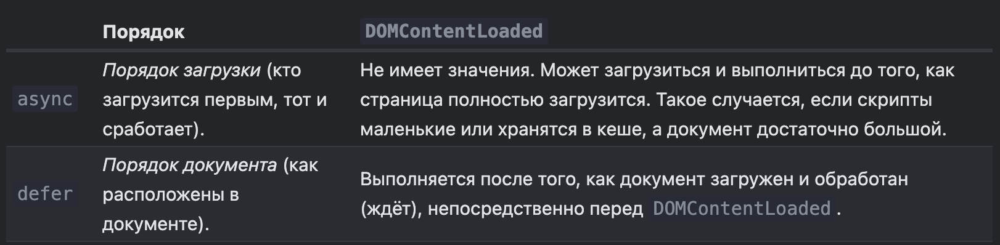 Порядок
DOMContentLoaded
async
Порядок загрузки (кто
загрузится первым, тот и
сработает).
Не имеет значения. Может загрузиться и выполниться до того, как
страница полностью загрузится. Такое случается, если скрипты
маленькие или хранятся в кеше, а документ достаточно большой.
defer
Порядок документа (как
расположены в
документе).
Выполняется после того, как документ загружен и обработан
(ждёт), непосредственно перед DOMContentLoaded.